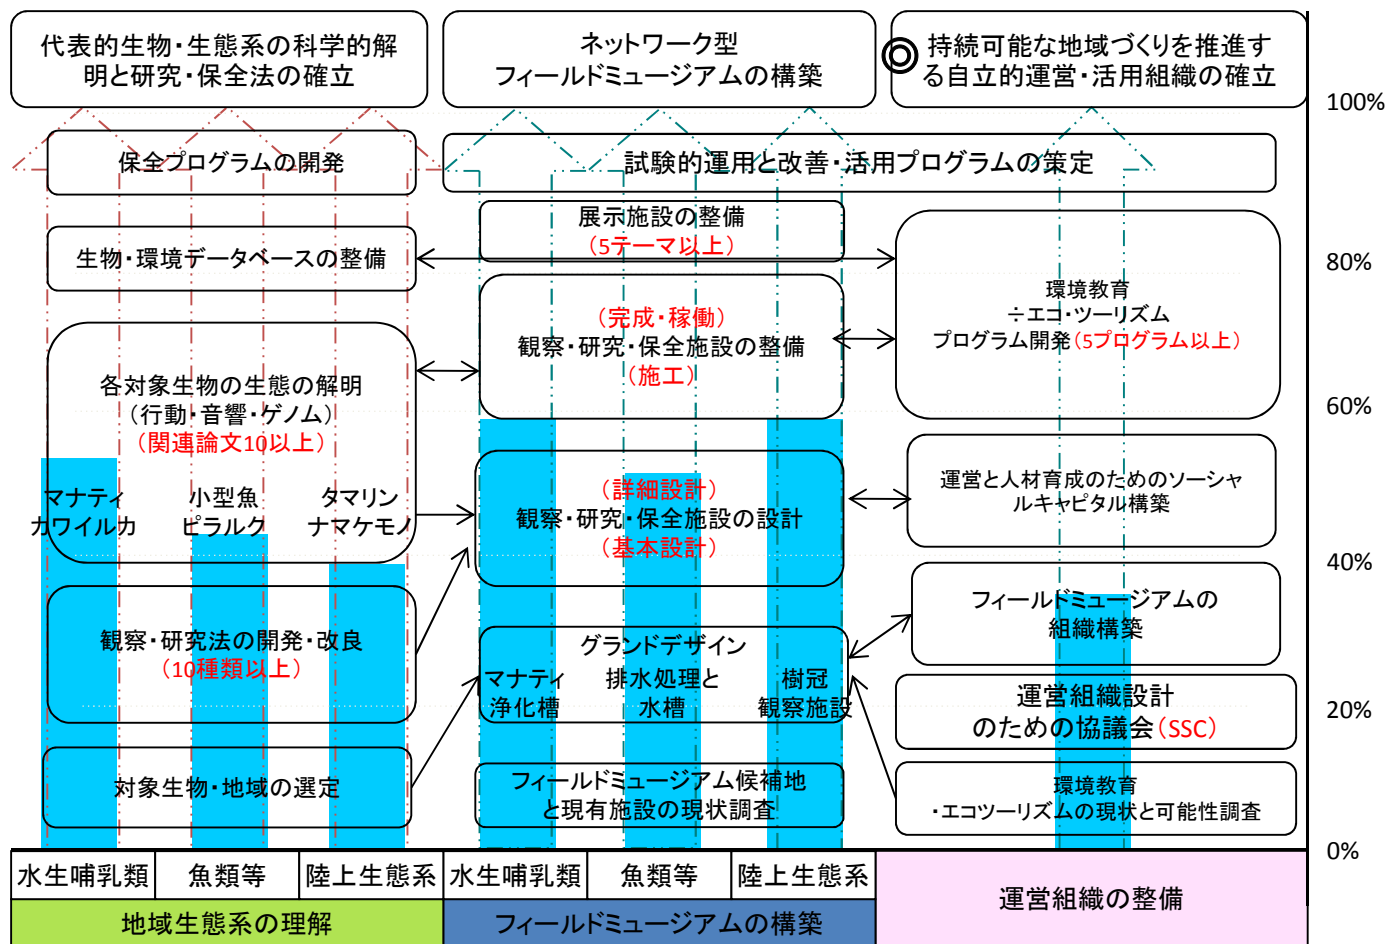 代表的生物・生態系の科学的解
明と研究・保全法の確立
ネットワーク型
フィールドミュージアムの構築
◎ 持続可能な地域づくりを推進す
る自立的運営・活用組織の確立
100%
保全プログラムの開発
試験的運用と改善・活用プログラムの策定
展示施設の整備
（5テーマ以上）
生物・環境データベースの整備
80%
環境教育
÷エコ・ツーリズム
プログラム開発（5プログラム以上）
（完成・稼働）
観察・研究・保全施設の整備
（施工）
各対象生物の生態の解明
（行動・音響・ゲノム）
（関連論文10以上）
マナティ
カワイルカ
小型魚
ピラルク
タマリン
ナマケモノ
60%
（詳細設計）
観察・研究・保全施設の設計
（基本設計）
運営と人材育成のためのソーシャ
ルキャピタル構築
40%
観察・研究法の開発・改良
（10種類以上）
グランドデザイン
マナティ
浄化槽
排水処理と
水槽
樹冠
観察施設
フィールドミュージアムの
組織構築
運営組織設計
のための協議会（SSC）
20%
対象生物・地域の選定
フィールドミュージアム候補地
と現有施設の現状調査
環境教育
・エコツーリズムの現状と可能性調査
0%
水生哺乳類
魚類等
陸上生態系
水生哺乳類
魚類等
陸上生態系
運営組織の整備
地域生態系の理解
フィールドミュージアムの構築